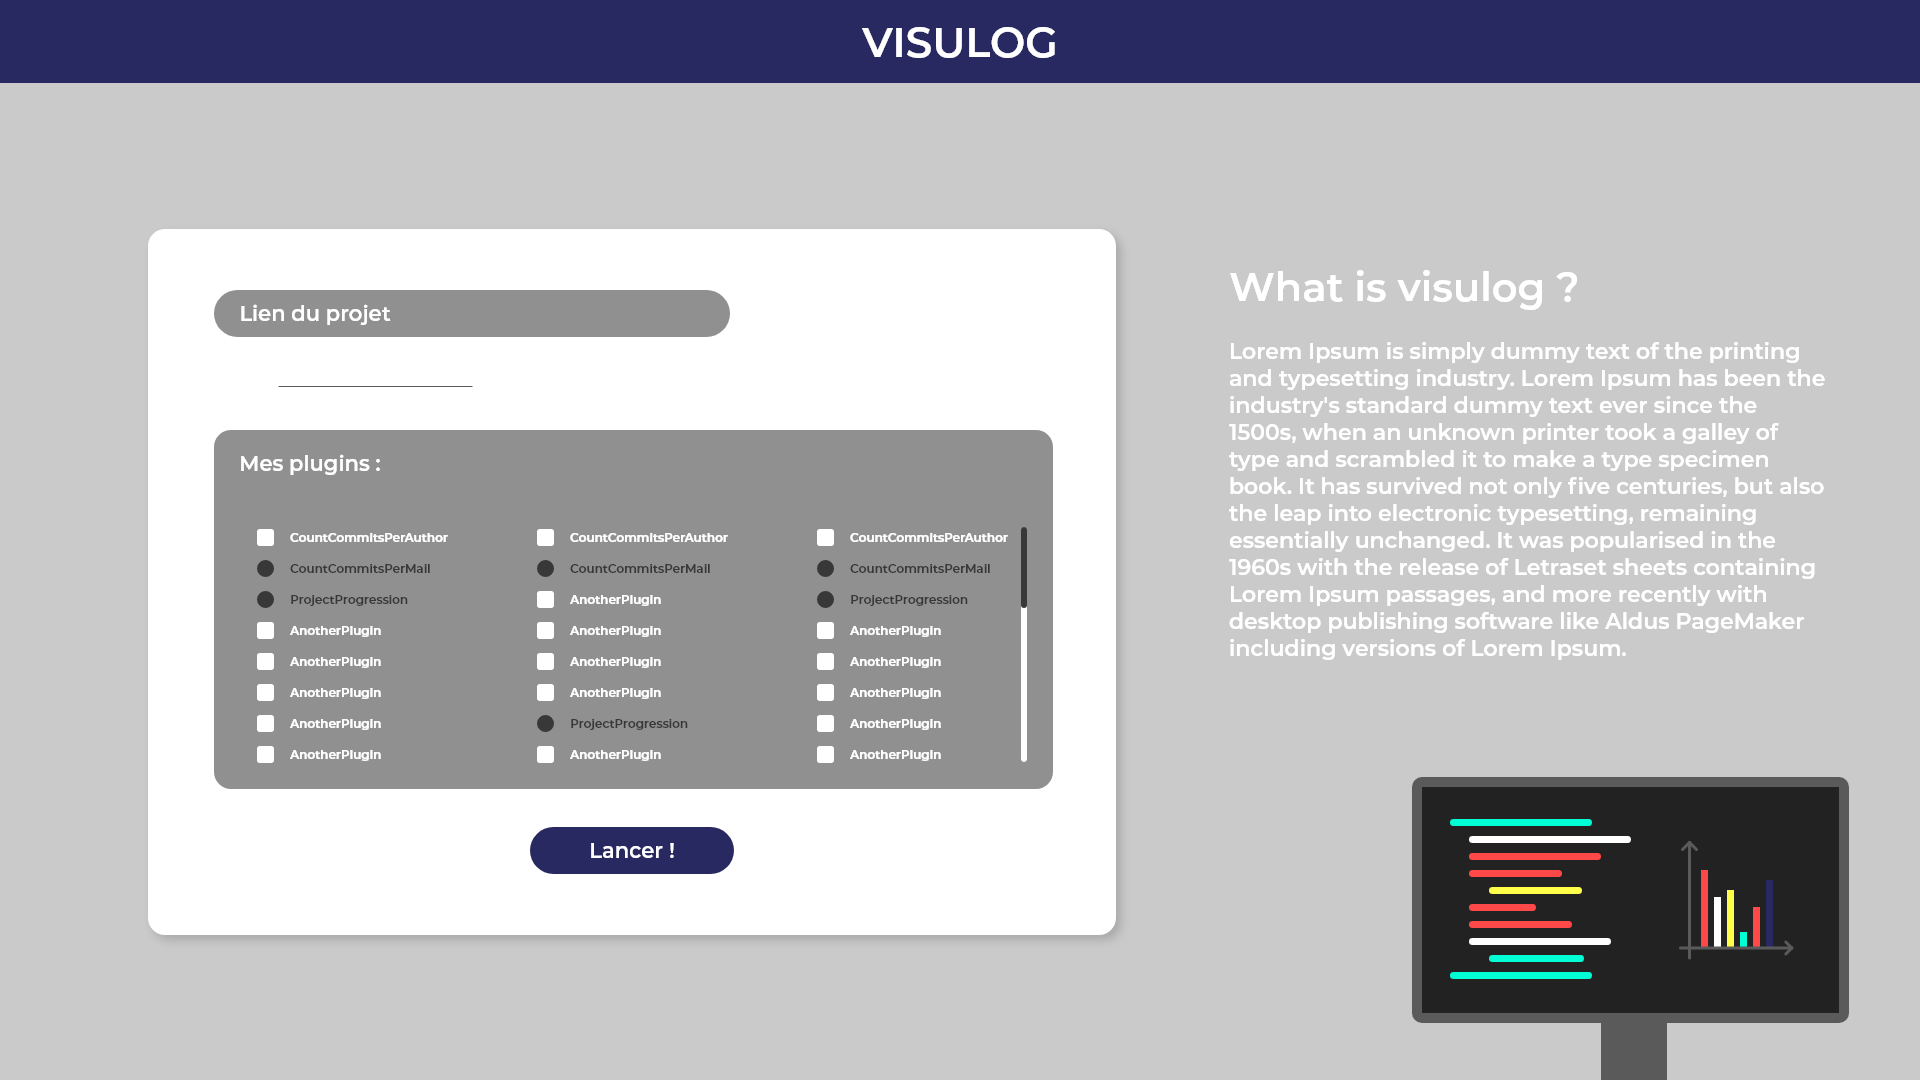 VISULOG
Lien du projet
Mes plugins :
CountCommitsPerAuthor
CountCommitsPerMail
ProjectProgression
AnotherPlugin
AnotherPlugin
AnotherPlugin
AnotherPlugin
AnotherPlugin
CountCommitsPerAuthor
CountCommitsPerMail
AnotherPlugin
AnotherPlugin
AnotherPlugin
AnotherPlugin
ProjectProgression
AnotherPlugin
CountCommitsPerAuthor
CountCommitsPerMail
ProjectProgression
AnotherPlugin
AnotherPlugin
AnotherPlugin
AnotherPlugin
AnotherPlugin
Lancer !
What is visulog ?
Lorem Ipsum is simply dummy text of the printing
and typesetting industry. Lorem Ipsum has been the
industry's standard dummy text ever since the
1500s, when an unknown printer took a galley of
type and scrambled it to make a type specimen
book. It has survived not only five centuries, but also
the leap into electronic typesetting, remaining
essentially unchanged. It was popularised in the
1960s with the release of Letraset sheets containing
Lorem Ipsum passages, and more recently with
desktop publishing software like Aldus PageMaker
including versions of Lorem Ipsum.